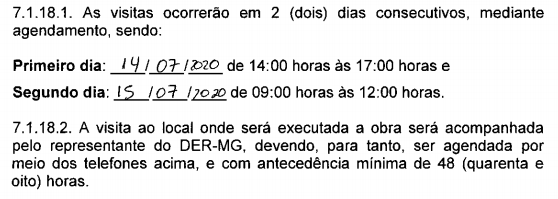 7.1.18.1. As visitas ocorrerão em 2 (dois) dias consecutivos, mediante
agendamento, sendo:
Primeiro dia: 14/07/2020 de 14:00 horas às 17:00 horas e
Segundo dia: 15/07/2020 de 09:00 horas às 12:00 horas.
7.1.18.2. A visita ao local onde será executada a obra será acompanhada
pelo representante do DER-MG, devendo, para tanto, ser agendada por
meio dos telefones acima, e com antecedência mínima de 48 (quarenta e
oito) horas.